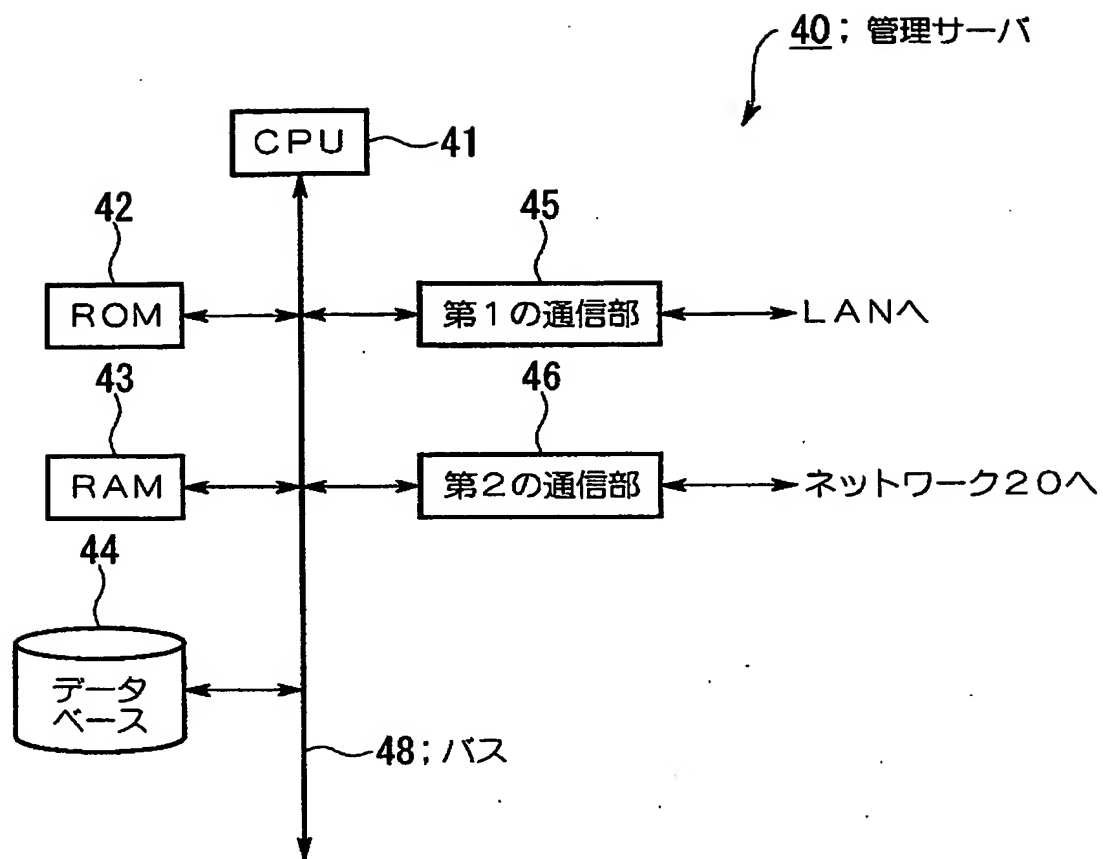 40；管理サーバ
CPU
41
42
45
ROM
第1の通信部
LANへ
43
46
RAM
第2の通信部
ネットワーク20へ
44
データ
ベース
48；バス